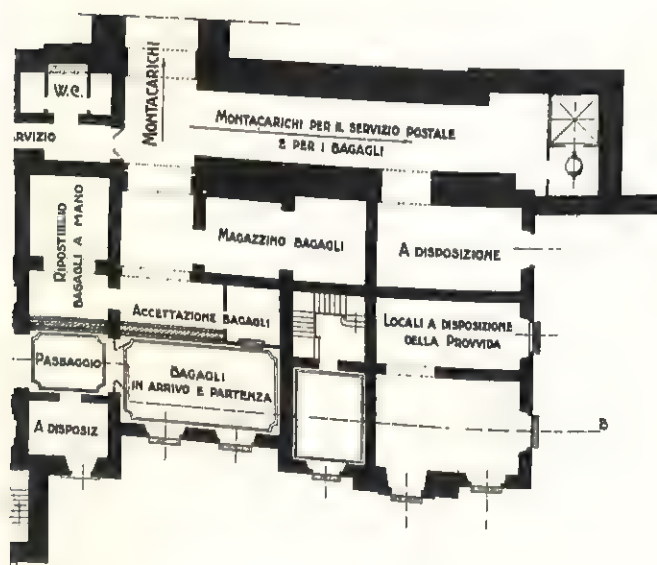 W.C.
MONTACARICHI
MONTACARICHI PER IL SERVIZIO POSTALE
E PER I BAGAGLI
RIPOSTIGLIO
BAGAGLI A MANO
MAGAZZINO BAGAGLI
A DISPOSIZIONE
ACCETTAZIONE BAGAGLI
LOCALI A DISPOSIZIONE
DELLA PROVVIDA
PASSAGGIO
BAGAGLI
IN ARRIVO E PARTENZA
A DISPOSIZ
B